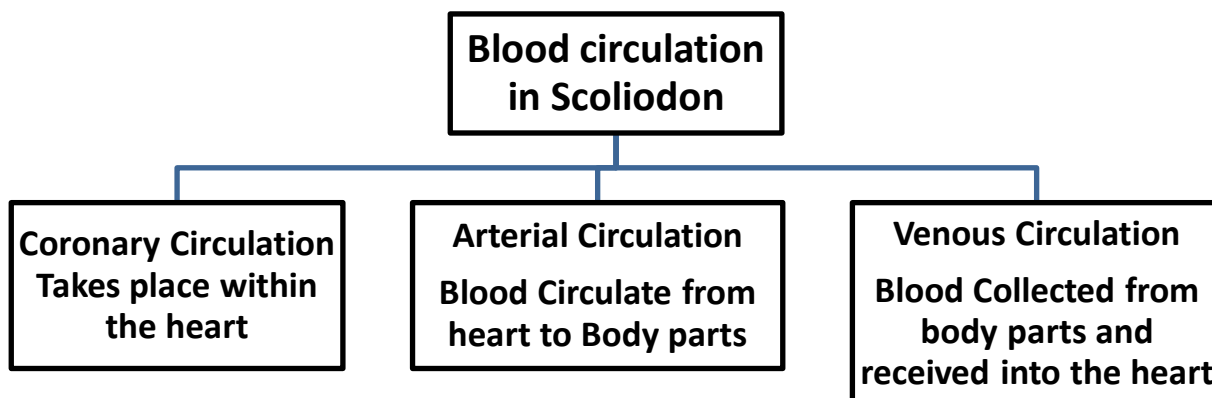 Blood circulation
in Scoliodon
Coronary Circulation
Takes place within
the heart
Arterial Circulation
Blood Circulate from
heart to Body parts
Venous Circulation
Blood Collected from
body parts and
received into the heart